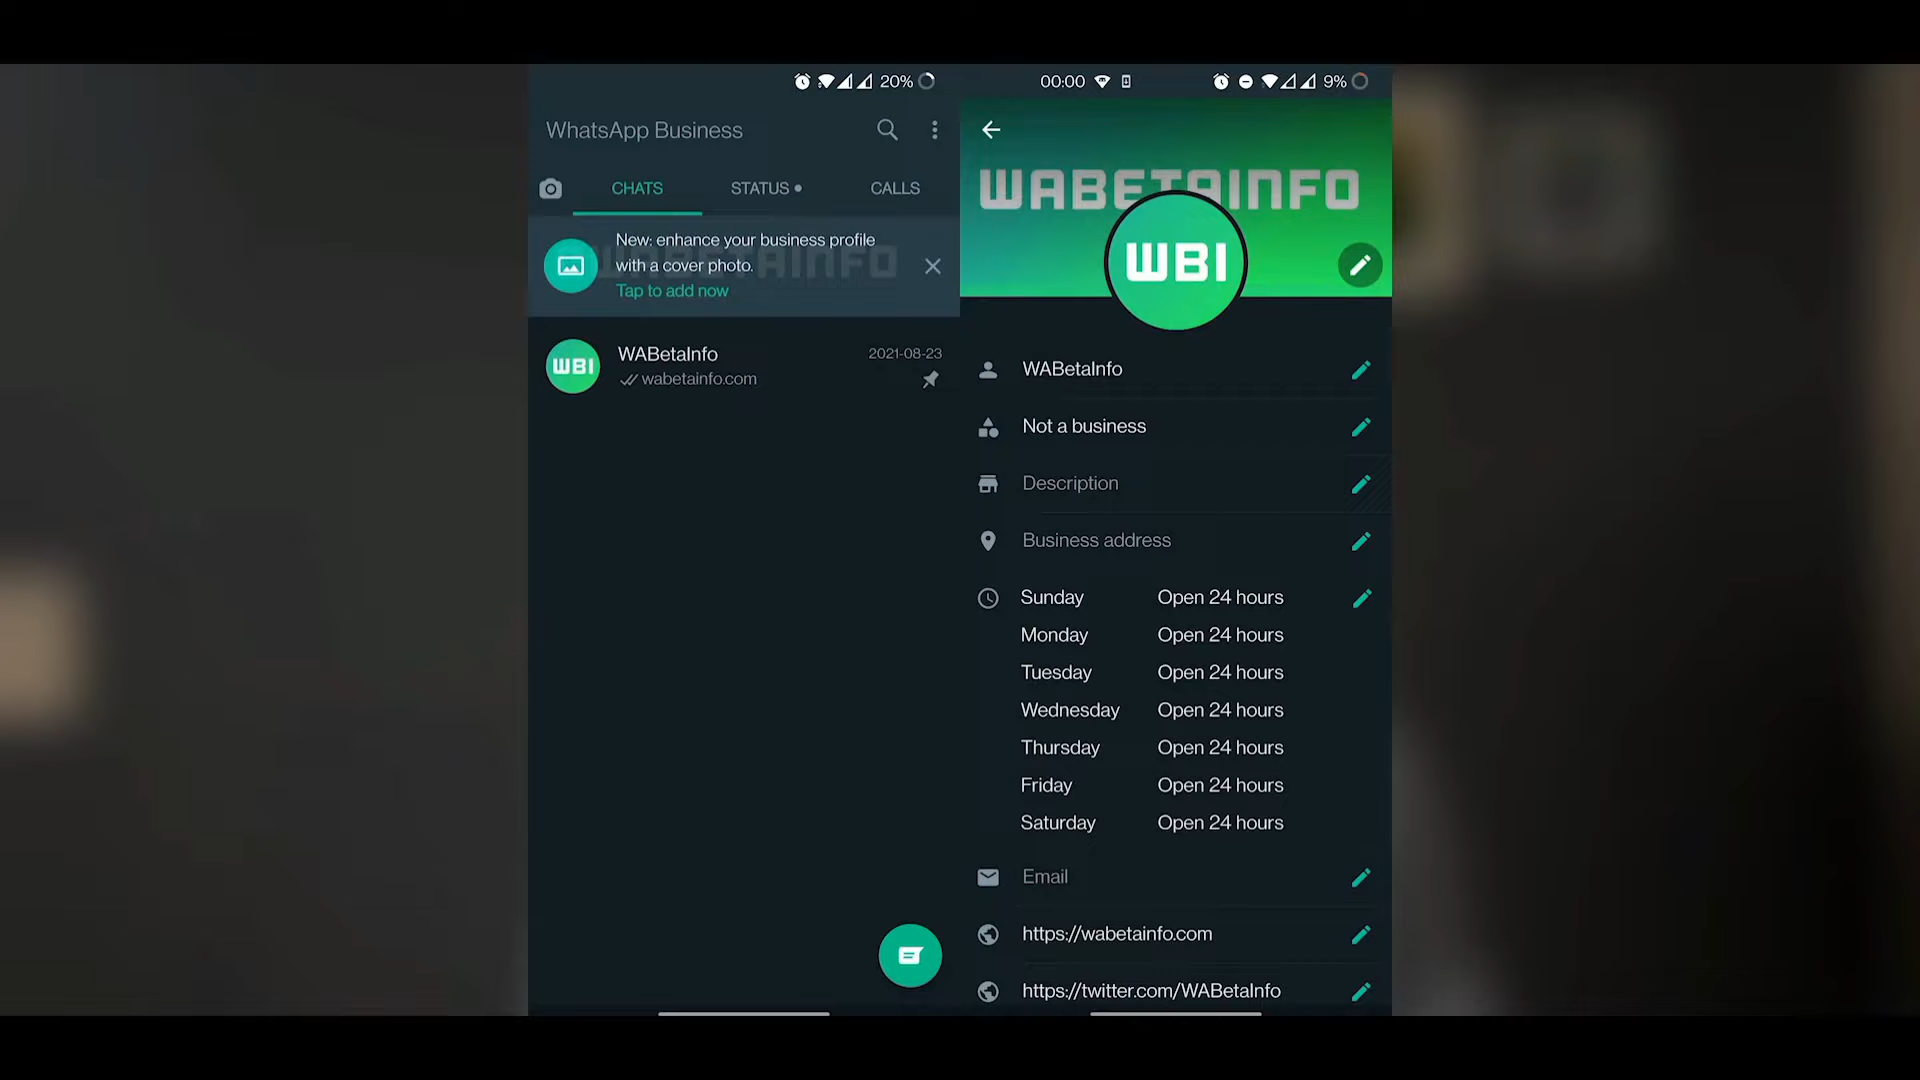 20%
WhatsApp Business
CHATS
STATUS
CALLS
New: enhance your business profile
with a cover photo.
Tap to add now
WABETAINFO
WBI
WABetaInfo
2021-08-23
wabetainfo.com
00:00
9%
WABETAINFO
WBI
WABetaInfo
Not a business
Description
Business address
Sunday Open 24 hours
Monday Open 24 hours
Tuesday Open 24 hours
Wednesday Open 24 hours
Thursday Open 24 hours
Friday Open 24 hours
Saturday Open 24 hours
Email
https://wabetainfo.com
https://twitter.com/WABetaInfo